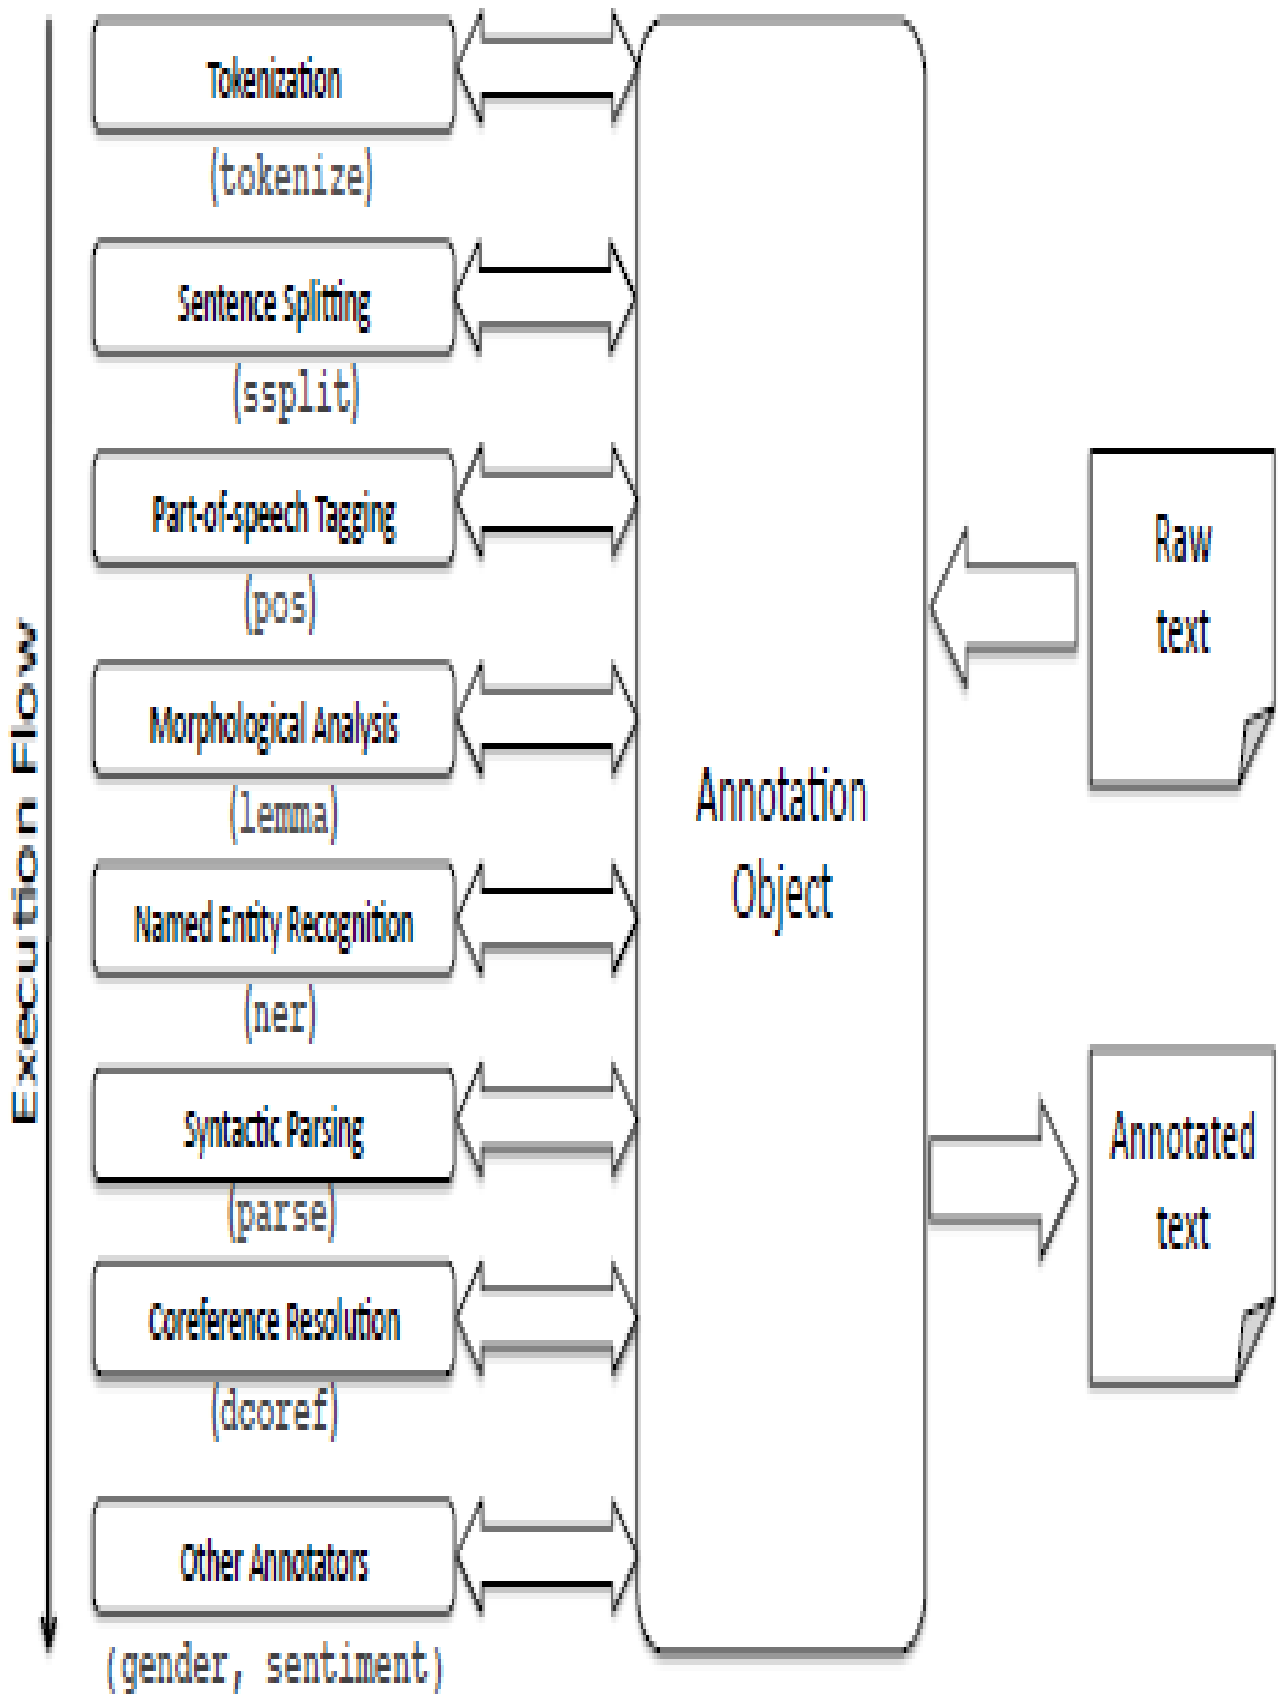 Execution Flow
Tokenization
(tokenize)
Sentence Splitting
(ssplit)
Part-of-speech Tagging
(pos)
Morphological Analysis
(lemma)
Named Entity Recognition
(ner)
Syntactic Parsing
(parse)
Coreference Resolution
(dcoref)
Other Annotators
(gender, sentiment)
Annotation
Object
Raw
text
Annotated
text